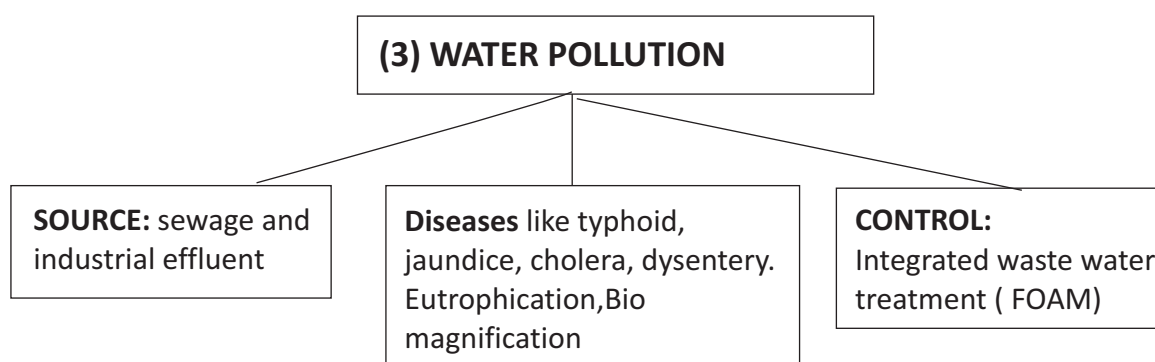 (3) WATER POLLUTION
SOURCE: sewage and
industrial effluent
Diseases like typhoid,
jaundice, cholera, dysentery.
Eutrophication,Bio
magnification
CONTROL:
Integrated waste water
treatment ( FOAM)